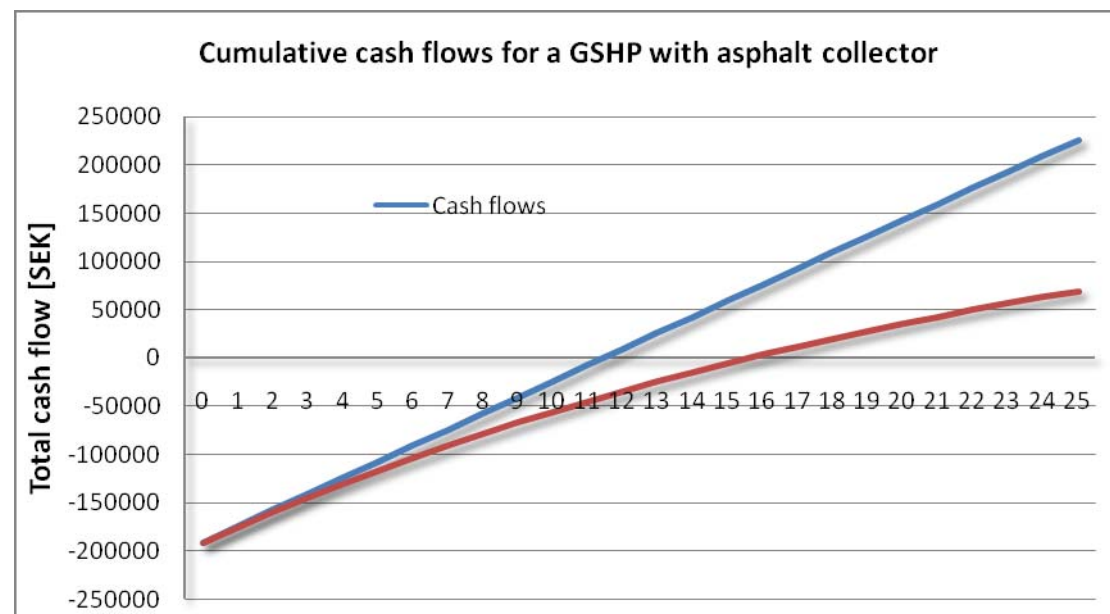 Cumulative cash flows for a GSHP with asphalt collector
250000
200000
150000
100000
50000
0
-50000
-100000
-150000
-200000
-250000
Total cash flow [SEK]
Cash flows
0 1 2 3 4 5 6 7 8 9 10 11 12 13 14 15 16 17 18 19 20 21 22 23 24 25